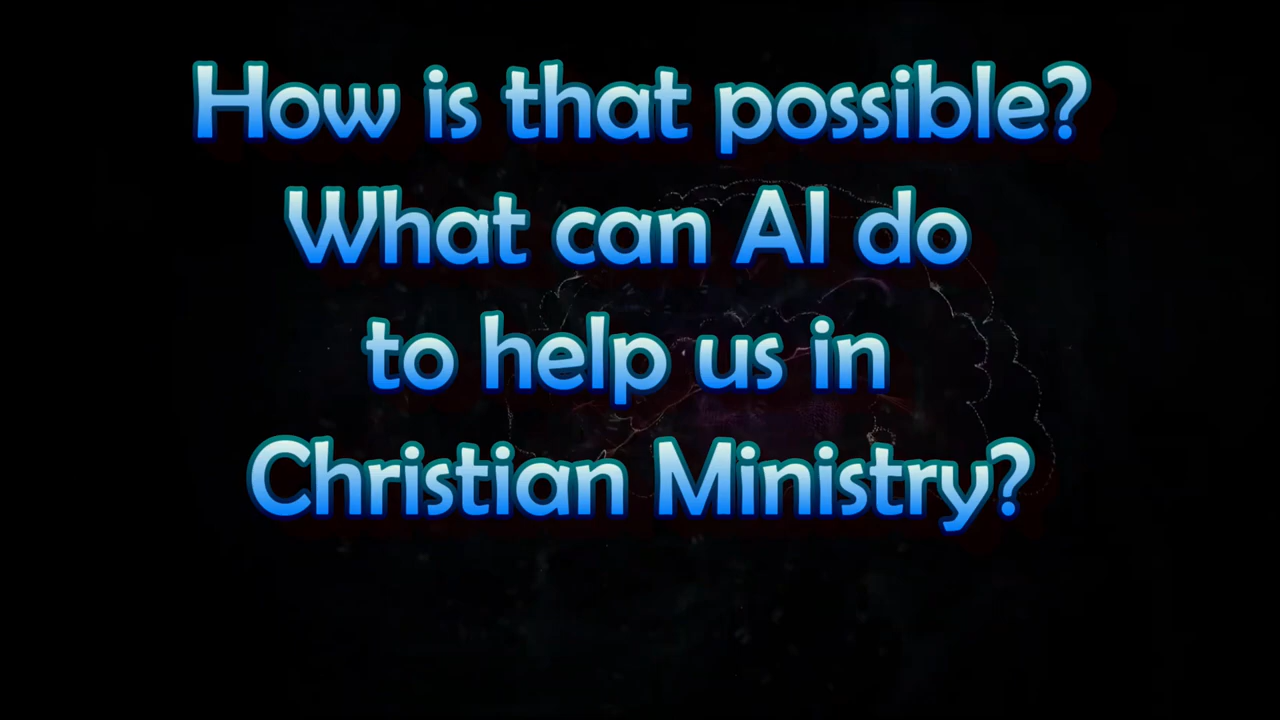 How is that possible?
What can AI do
to help us in
Christian Ministry?